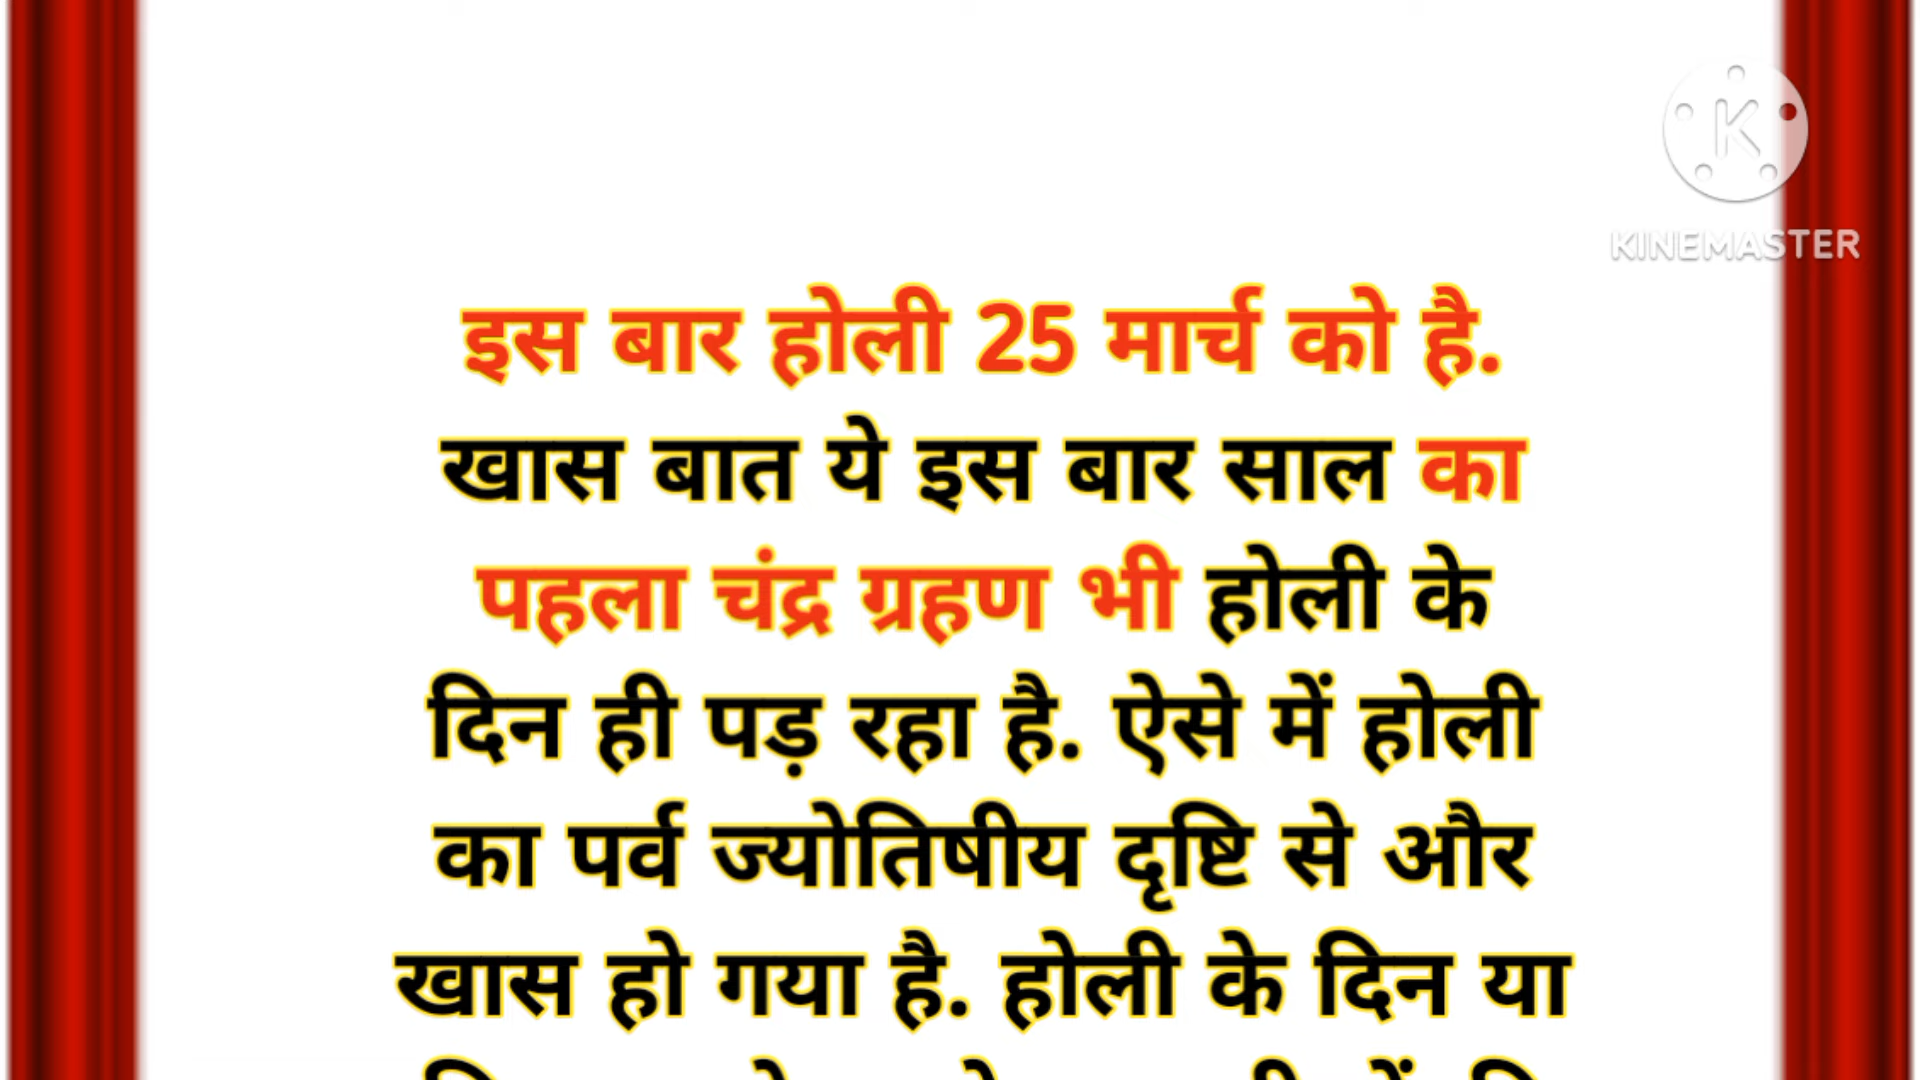 KINEMASTER
इस बार होली 25 मार्च को है.
खास बात ये इस बार साल का
पहला चंद्र ग्रहण भी होली के
दिन ही पड़ रहा है. ऐसे में होली
का पर्व ज्योतिषीय दृष्टि से और
खास हो गया है. होली के दिन या